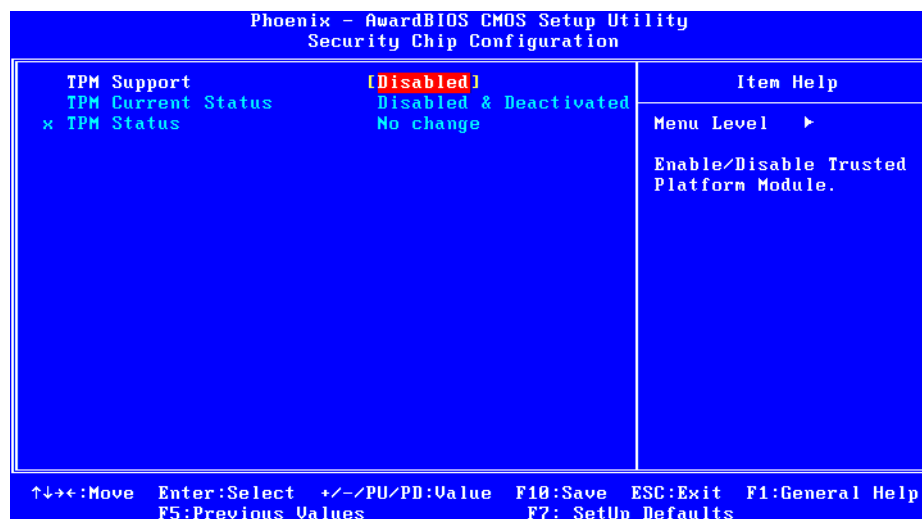 Phoenix - AwardBIOS CMOS Setup Utility
Security Chip Configuration
TPM Support [Disabled]
TPM Current Status Disabled & Deactivated
x TPM Status No change
Item Help
Menu Level ▶
Enable/Disable Trusted
Platform Module.
↑↓→←:Move Enter:Select +/-/PU/PD:Value F10:Save ESC:Exit F1:General Help
F5:Previous Values F7: SetUp Defaults